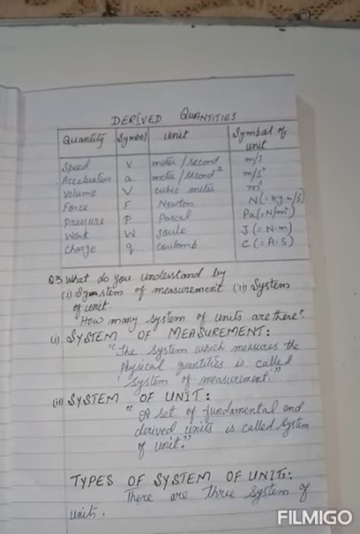 DERIVED QUANTITIES
Quantity Symbol Unit Symbol of unit
Speed v meter/second m/s
Acceleration a meter/second² m/s²
Volume V cubic meter m³
Force F Newton N(=Kg.m/s²)
Pressure P Pascal Pa(=N/m²)
Work W Joule J(=N.m)
Charge q coulomb C(=A.s)
Q3 What do you understand by
(i) System of measurement (ii) System
of unit.
How many system of units are there?
(i) SYSTEM OF MEASUREMENT:
"The system which measures the
physical quantities is called
"system of measurement."
(ii) SYSTEM OF UNIT:
"A set of fundamental and
derived units is called system
of unit."
TYPES OF SYSTEM OF UNITS:
There are three system of
units.
FILMIGO